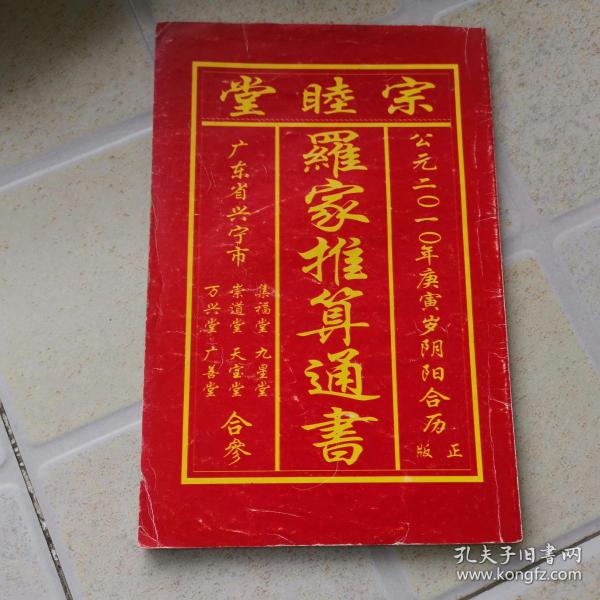 宗睦堂
公元二〇一〇年庚寅岁阴阳合历
正版
羅家推算通書
广东省兴宁市
集福堂 九星堂
崇道堂 天宝堂
万兴堂 广善堂
合參
孔夫子旧书网
www.kongfz.com